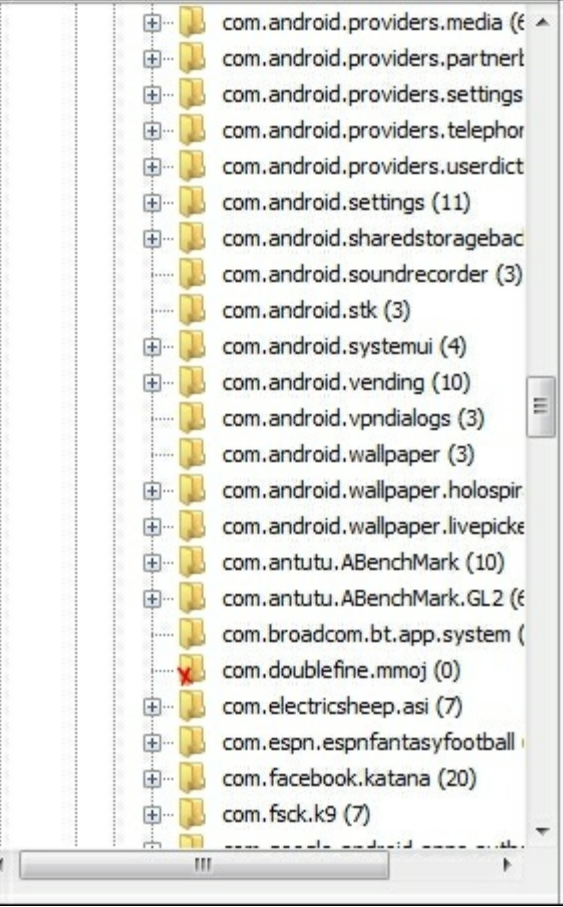 com.android.providers.media (6
com.android.providers.partnerb
com.android.providers.settings
com.android.providers.telephon
com.android.providers.userdict
com.android.settings (11)
com.android.sharedstorageback
com.android.soundrecorder (3)
com.android.stk (3)
com.android.systemui (4)
com.android.vending (10)
com.android.vpndialogs (3)
com.android.wallpaper (3)
com.android.wallpaper.holospir
com.android.wallpaper.livepicke
com.antutu.ABenchMark (10)
com.antutu.ABenchMark.GL2 (6
com.broadcom.bt.app.system (
com.doublefine.mmoj (0)
com.electricsheep.asi (7)
com.espn.espnfantasyfootball (
com.facebook.katana (20)
com.fsck.k9 (7)